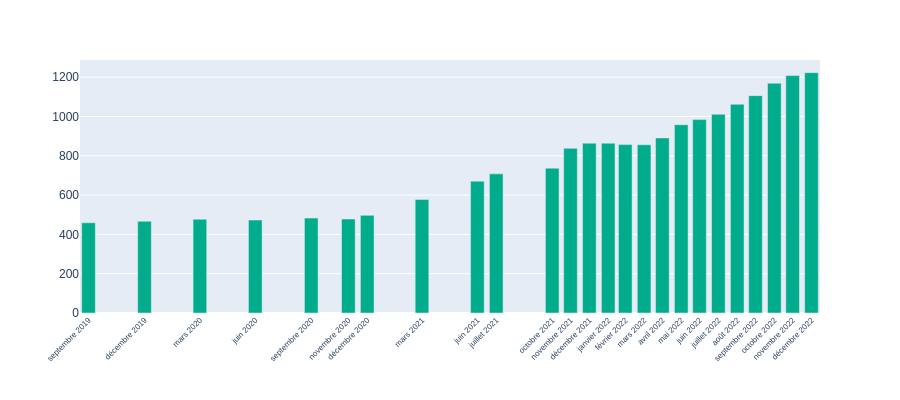 1200
1000
800
600
400
200
0
septembre 2019
décembre 2019
mars 2020
juin 2020
septembre 2020
novembre 2020
décembre 2020
mars 2021
juin 2021
juillet 2021
octobre 2021
novembre 2021
décembre 2021
janvier 2022
février 2022
mars 2022
avril 2022
mai 2022
juin 2022
juillet 2022
août 2022
septembre 2022
octobre 2022
novembre 2022
décembre 2022